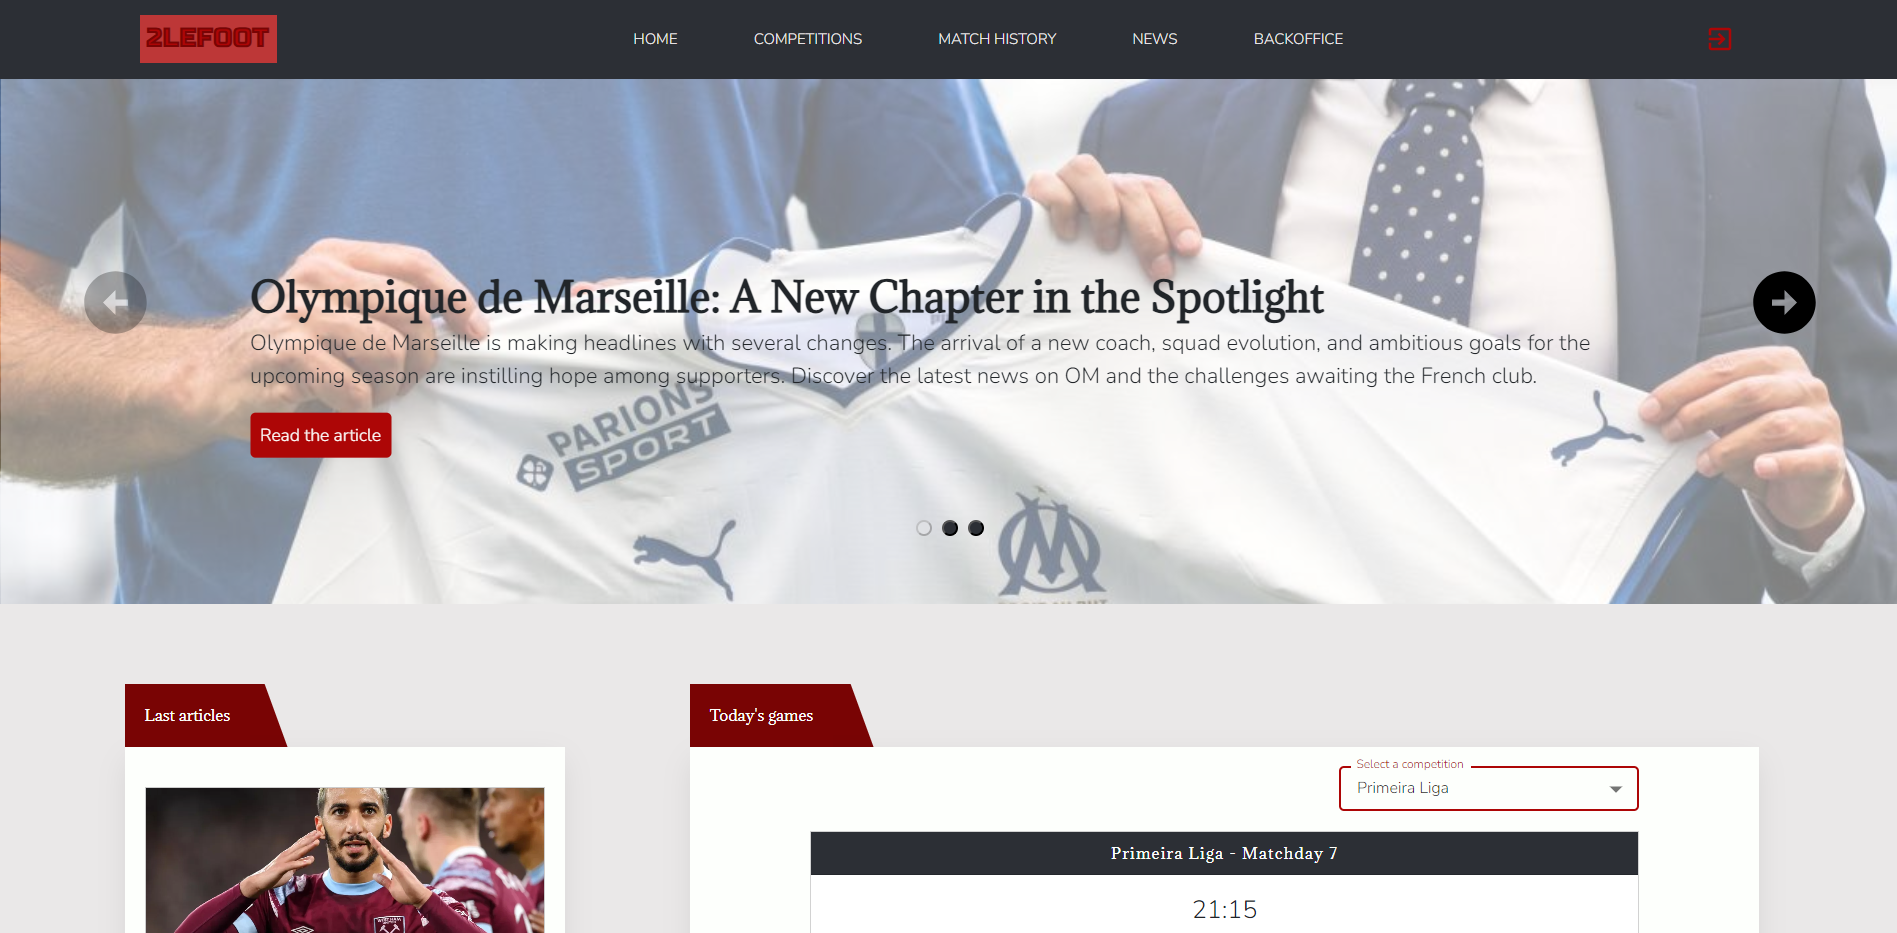 2LEFOOT
HOME
COMPETITIONS
MATCH HISTORY
NEWS
BACKOFFICE
Olympique de Marseille: A New Chapter in the Spotlight
Olympique de Marseille is making headlines with several changes. The arrival of a new coach, squad evolution, and ambitious goals for the
upcoming season are instilling hope among supporters. Discover the latest news on OM and the challenges awaiting the French club.
Read the article
PARIONS
SPORT
Last articles
Today's games
Select a competition
Primeira Liga
Primeira Liga - Matchday 7
21:15